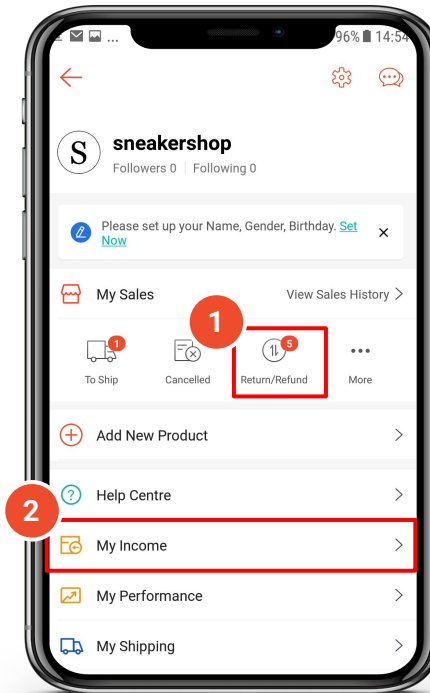 ... 96% 14:54
S
sneakershop
Followers 0 Following 0
Please set up your Name, Gender, Birthday. Set
Now
My Sales
View Sales History
1
1
5
To Ship
Cancelled
Return/Refund
More
Add New Product
Help Centre
2
My Income
My Performance
My Shipping